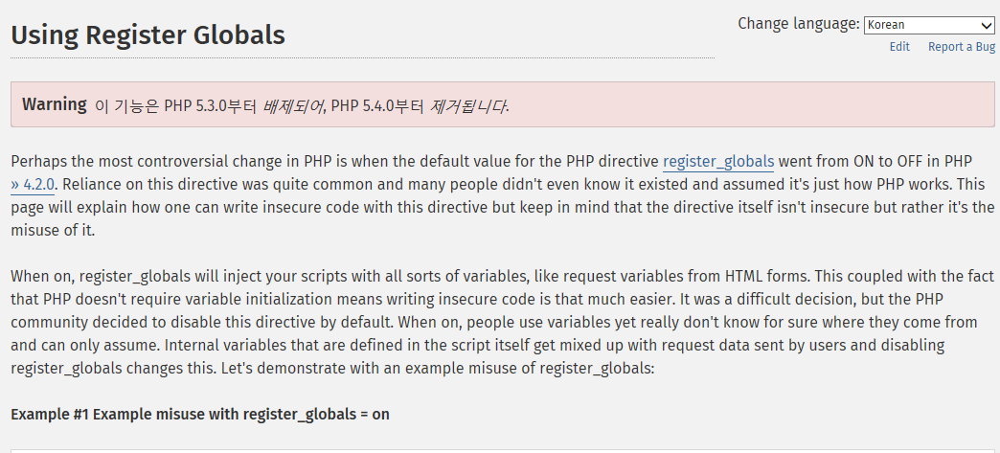 Using Register Globals
Change language: Korean
Edit Report a Bug
Warning 이 기능은 PHP 5.3.0부터 배제되어, PHP 5.4.0부터 제거됩니다.
Perhaps the most controversial change in PHP is when the default value for the PHP directive register_globals went from ON to OFF in PHP
» 4.2.0. Reliance on this directive was quite common and many people didn't even know it existed and assumed it's just how PHP works. This
page will explain how one can write insecure code with this directive but keep in mind that the directive itself isn't insecure but rather it's the
misuse of it.
When on, register_globals will inject your scripts with all sorts of variables, like request variables from HTML forms. This coupled with the fact
that PHP doesn't require variable initialization means writing insecure code is that much easier. It was a difficult decision, but the PHP
community decided to disable this directive by default. When on, people use variables yet really don't know for sure where they come from
and can only assume. Internal variables that are defined in the script itself get mixed up with request data sent by users and disabling
register_globals changes this. Let's demonstrate with an example misuse of register_globals:
Example #1 Example misuse with register_globals = on